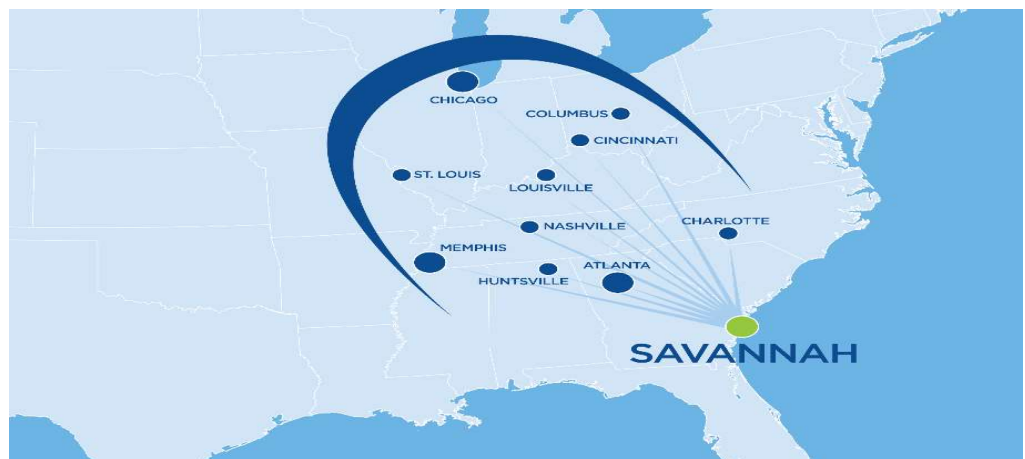 CHICAGO
COLUMBUS
CINCINNATI
ST. LOUIS
LOUISVILLE
CHARLOTTE
NASHVILLE
MEMPHIS
ATLANTA
HUNTSVILLE
SAVANNAH